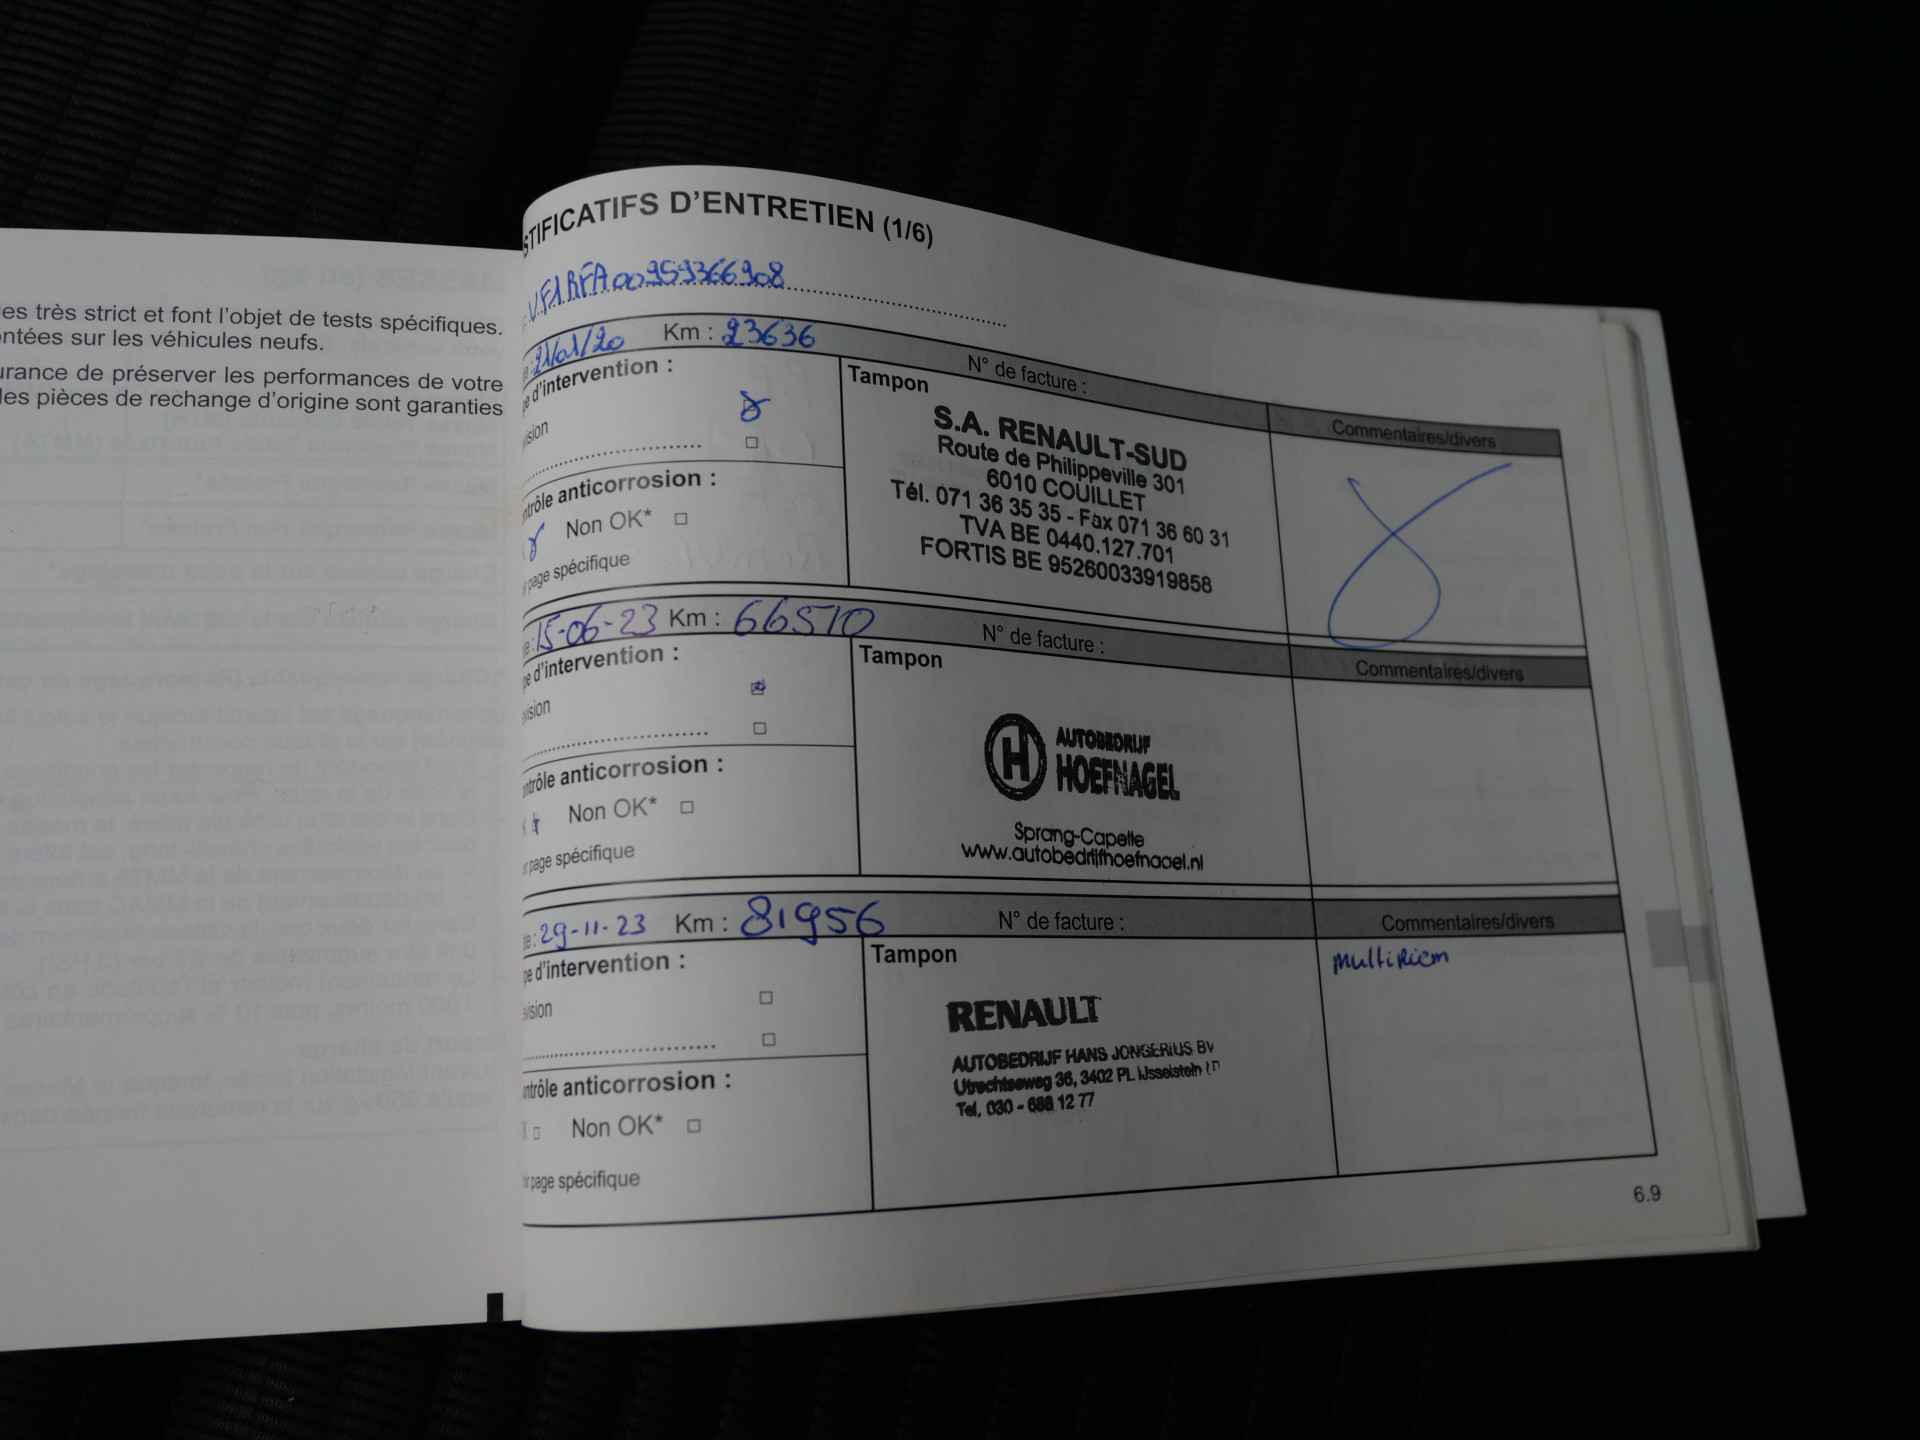 es très strict et font l'objet de tests spécifiques.
ntées sur les véhicules neufs.
urance de préserver les performances de votre
les pièces de rechange d'origine sont garanties
STIFICATIFS D'ENTRETIEN (1/6)
VF1RFA00959366908
21/01/20 Km : 23636 N° de facture :
e d'intervention :
Tampon
Commentaires/divers
ision
S.A. RENAULT-SUD
Route de Philippeville 301
6010 COUILLET
Tél. 071 36 35 35 - Fax 071 36 60 31
TVA BE 0440.127.701
FORTIS BE 95260033919858
ntrôle anticorrosion :
Non OK*
page spécifique
15-06-23 Km : 66510 N° de facture :
e d'intervention :
Tampon
Commentaires/divers
vision
AUTOBEDRIJF
HOEFNAGEL
Sprang-Capelle
www.autobedrijfhoefnagel.nl
ntrôle anticorrosion :
Non OK*
r page spécifique
29-11-23 Km : 81956 N° de facture :
pe d'intervention :
Tampon
Commentaires/divers
multiriem
vision
RENAULT
AUTOBEDRIJF HANS JONGERIUS BV
Utrechtseweg 36, 3402 PL IJsselstein
Tel. 030 - 688 12 77
ntrôle anticorrosion :
Non OK*
ir page spécifique
6.9